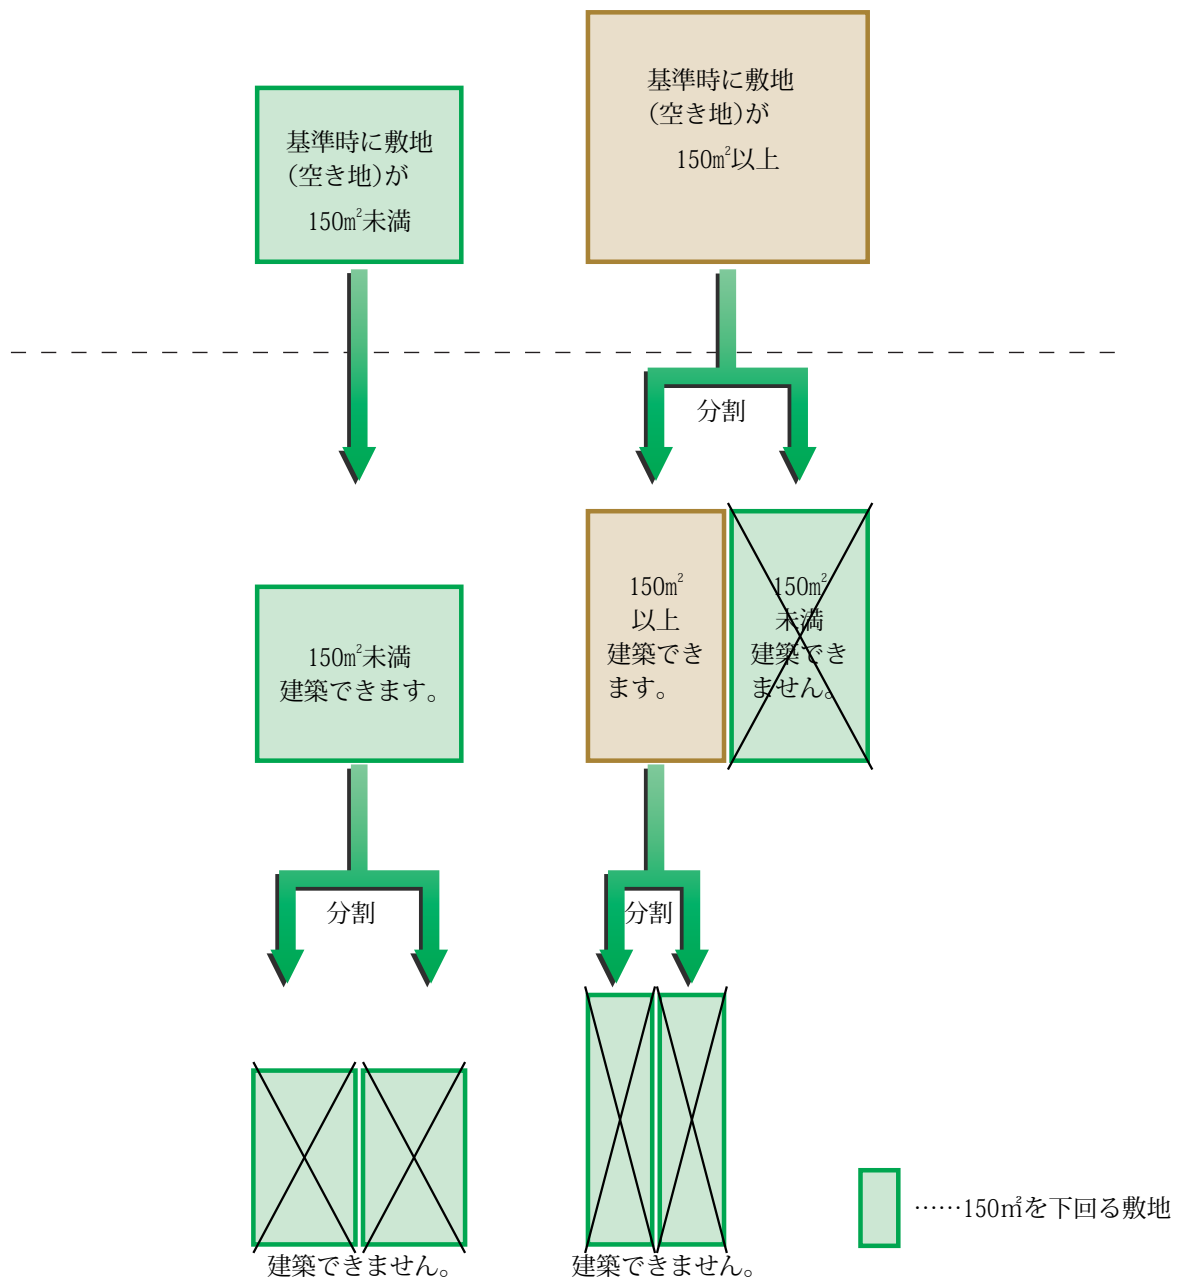 基準時に敷地
(空き地)が
150m²未満
基準時に敷地
(空き地)が
150m²以上
分割
150m²未満
建築できます。
150m²
以上
建築でき
ます。
150m²
未満
建築でき
ません。
分割
分割
建築できません。
建築できません。
……150㎡を下回る敷地